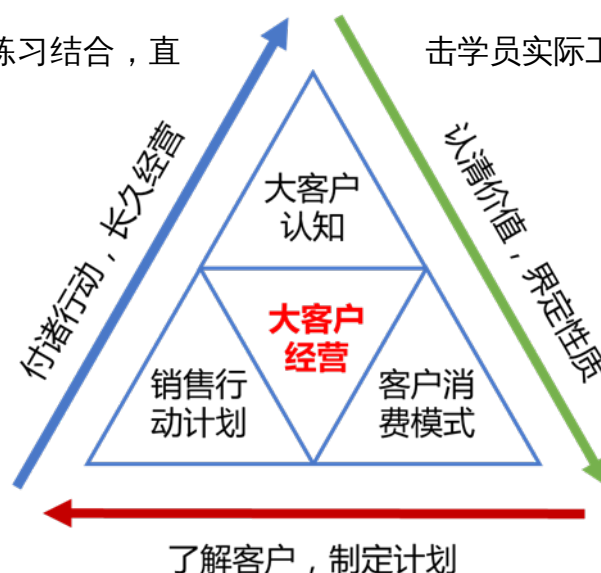 练习结合，直
击学员实际工
付诸行动，长久经营
认清价值，界定性质
大客户
认知
大客户
经营
销售行
动计划
客户消
费模式
了解客户，制定计划